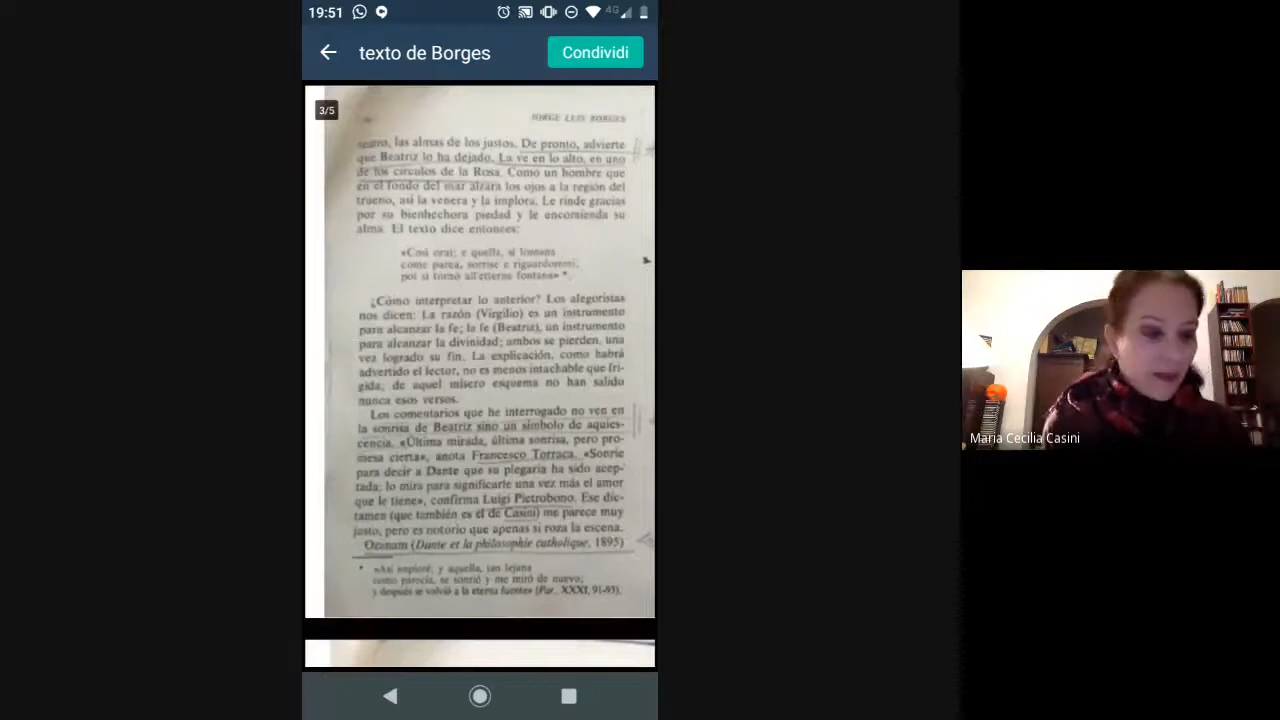 19:51
4G
texto de Borges
Condividi
3/5
JORGE LUIS BORGES
teatro, las almas de los justos. De pronto, advierte
que Beatriz lo ha dejado. La ve en lo alto, en uno
de los círculos de la Rosa. Como un hombre que
en el fondo del mar alzara los ojos a la región del
trueno, así la venera y la implora. Le rinde gracias
por su bienhechora piedad y le encomienda su
alma. El texto dice entonces:
«Così orai; e quella, sì lontana
come parea, sorrise e riguardommi;
poi si tornò all'etterna fontana» *.
¿Cómo interpretar lo anterior? Los alegoristas
nos dicen: La razón (Virgilio) es un instrumento
para alcanzar la fe; la fe (Beatriz), un instrumento
para alcanzar la divinidad; ambos se pierden, una
vez logrado su fin. La explicación, como habrá
advertido el lector, no es menos intachable que frí-
gida; de aquel mísero esquema no han salido
nunca esos versos.
Los comentarios que he interrogado no ven en
la sonrisa de Beatriz sino un símbolo de aquies-
cencia. «Última mirada, última sonrisa, pero pro-
mesa cierta», anota Francesco Torraca. «Sonríe
para decir a Dante que su plegaria ha sido acep-
tada; lo mira para significarle una vez más el amor
que le tiene», confirma Luigi Pietrobono. Ese dic-
tamen (que también es el de Casini) me parece muy
justo, pero es notorio que apenas si roza la escena.
Ozanam (Dante et la philosophie catholique, 1895)
* «Así imploré; y aquella, tan lejana
como parecía, se sonrió y me miró de nuevo;
y después se volvió a la eterna fuente» (Par., XXXI, 91-93).
Maria Cecilia Casini